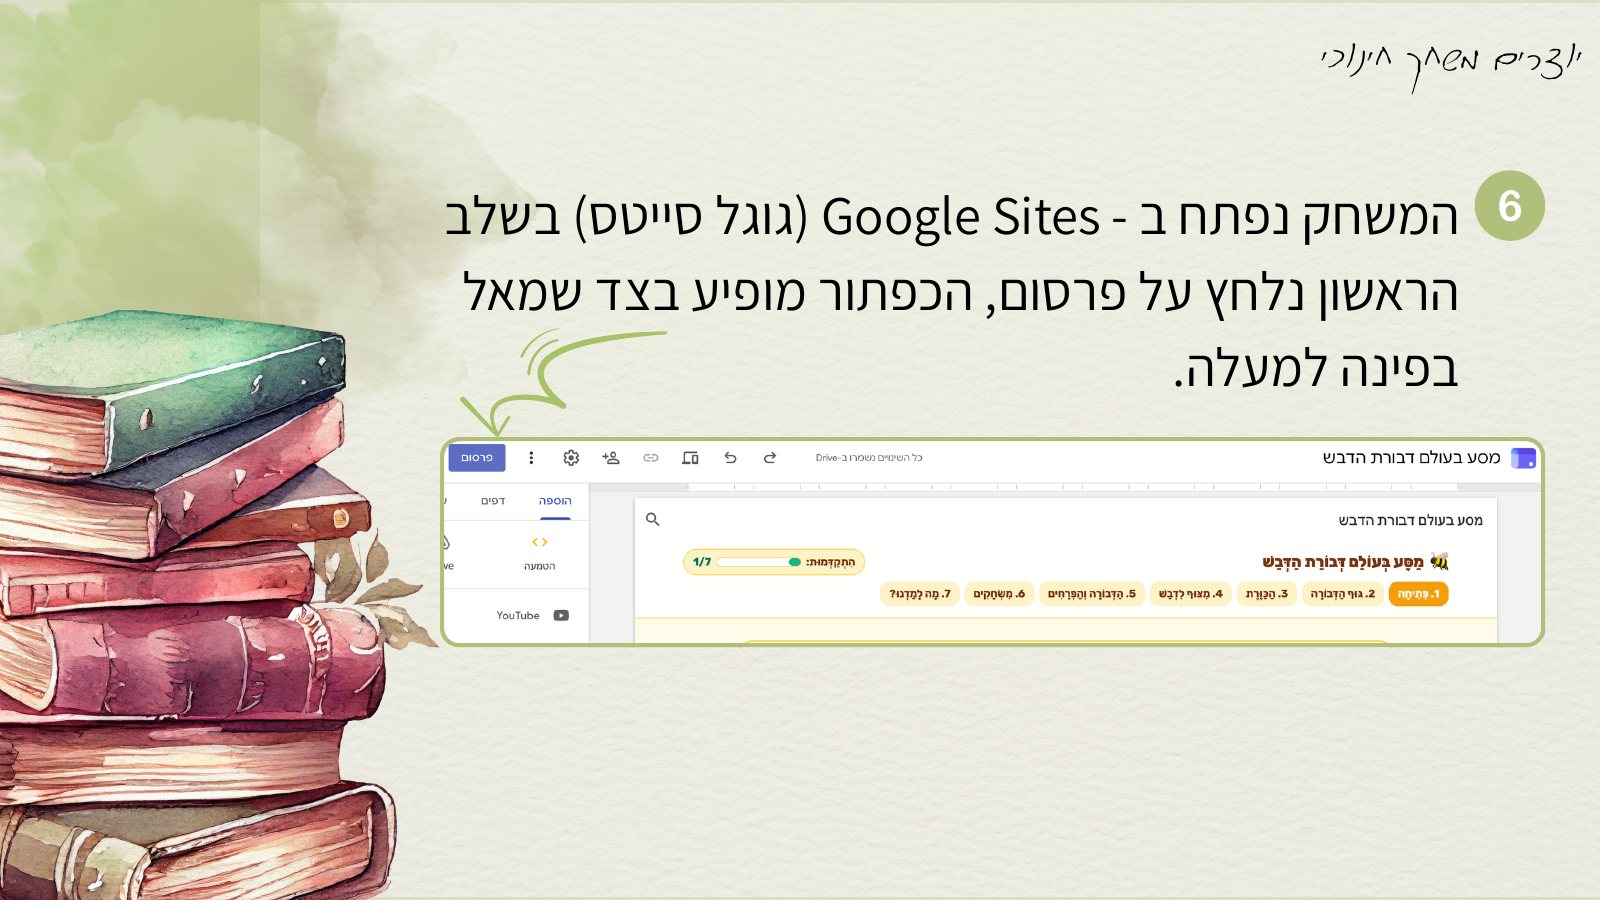 יוצרים משחק חינוכי
6
המשחק נפתח ב - Google Sites (גוגל סייטס) בשלב
הראשון נלחץ על פרסום, הכפתור מופיע בצד שמאל
בפינה למעלה.
מסע בעולם דבורת הדבש
כל השינויים נשמרו ב-Drive
פרסום
הוספה
דפים
הטמעה
YouTube
מסע בעולם דבורת הדבש
מַסַּע בְּעוֹלַם דְּבוֹרַת הַדְּבַשׁ
הִתְקַדְּמוּת: 1/7
1. פְּתִיחָה
2. גּוּף הַדְּבוֹרָה
3. הַכַּוֶּרֶת
4. מִצּוּף לִדְבַשׁ
5. הַדְּבוֹרָה וְהַפְּרָחִים
6. מִשְׂחָקִים
7. מָה לָמַדְנוּ?